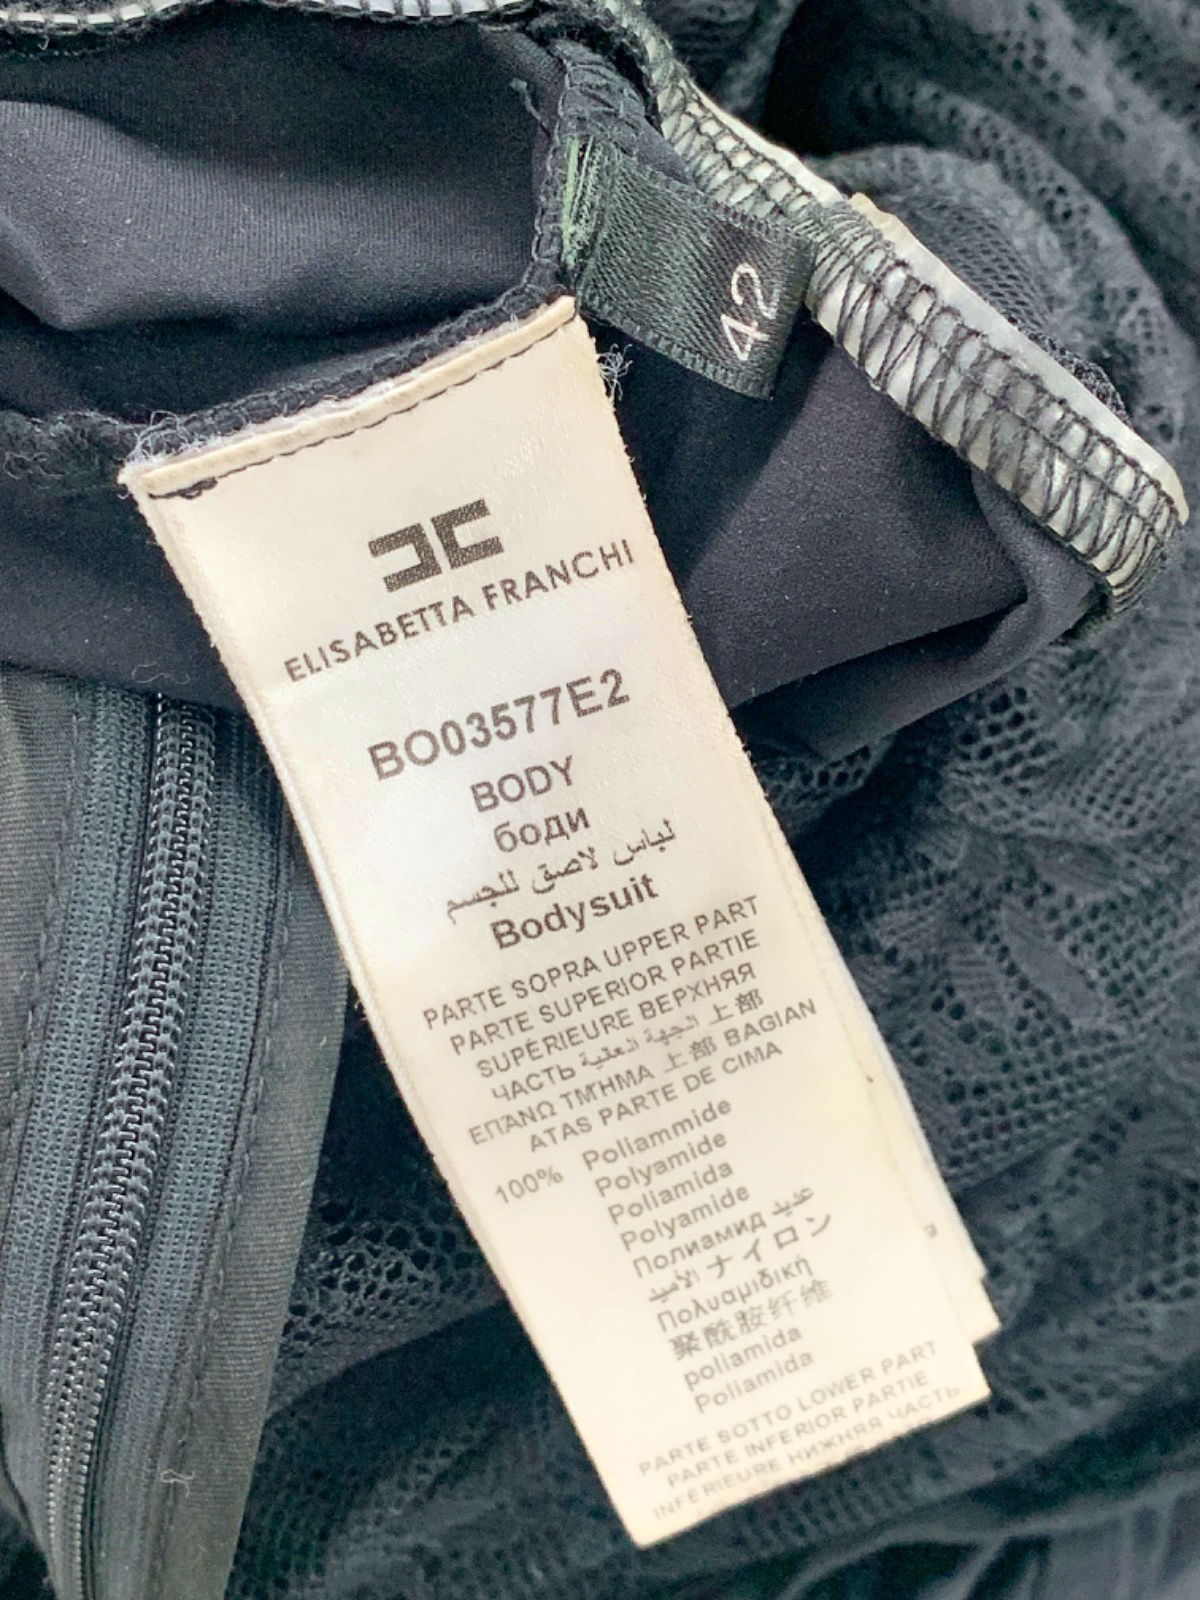 42
ELISABETTA FRANCHI
BO03577E2
BODY
боди
لباس لاصق للجسم
Bodysuit
PARTE SOPRA UPPER PART
PARTE SUPERIOR PARTIE
SUPÉRIEURE ВЕРХНЯЯ
ЧАСТЬ الجهة العلية 上部
ΕΠΆΝΩ ΤΜΉΜΑ 上部 BAGIAN
ATAS PARTE DE CIMA
100% Poliammide
Polyamide
Poliamida
Polyamide
Полиамид عديد
الأميد ナイロン
Πολυαμιδική
聚酰胺纤维
poliamida
Poliamida
PARTE SOTTO LOWER PART
PARTE INFERIOR PARTIE
INFÉRIEURE НИЖНЯЯ ЧАСТЬ